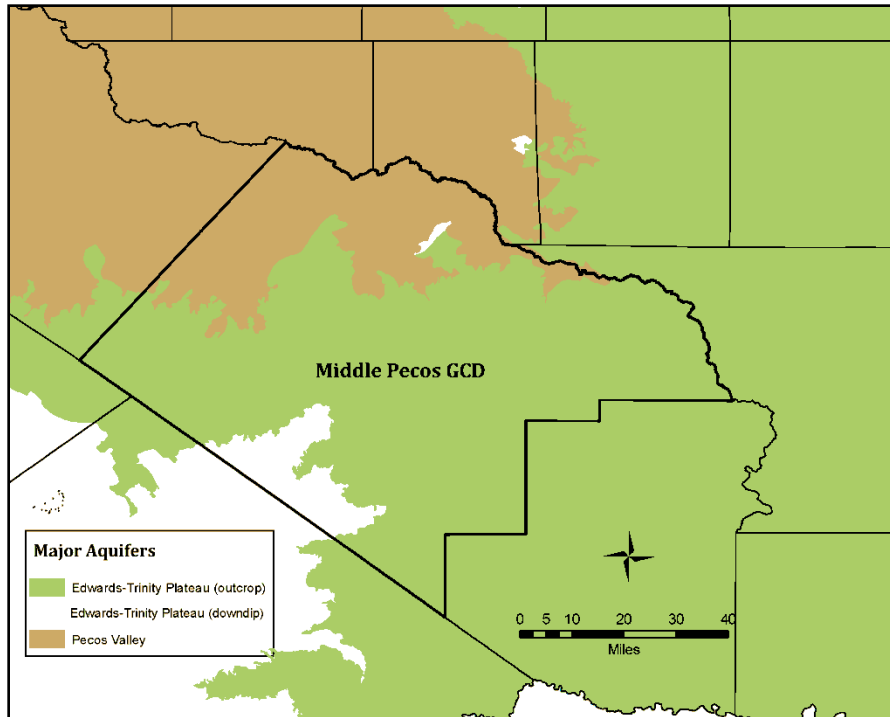 Middle Pecos GCD
Major Aquifers
Edwards-Trinity Plateau (outcrop)
Edwards-Trinity Plateau (downdip)
Pecos Valley
0 5 10 20 30 40
Miles